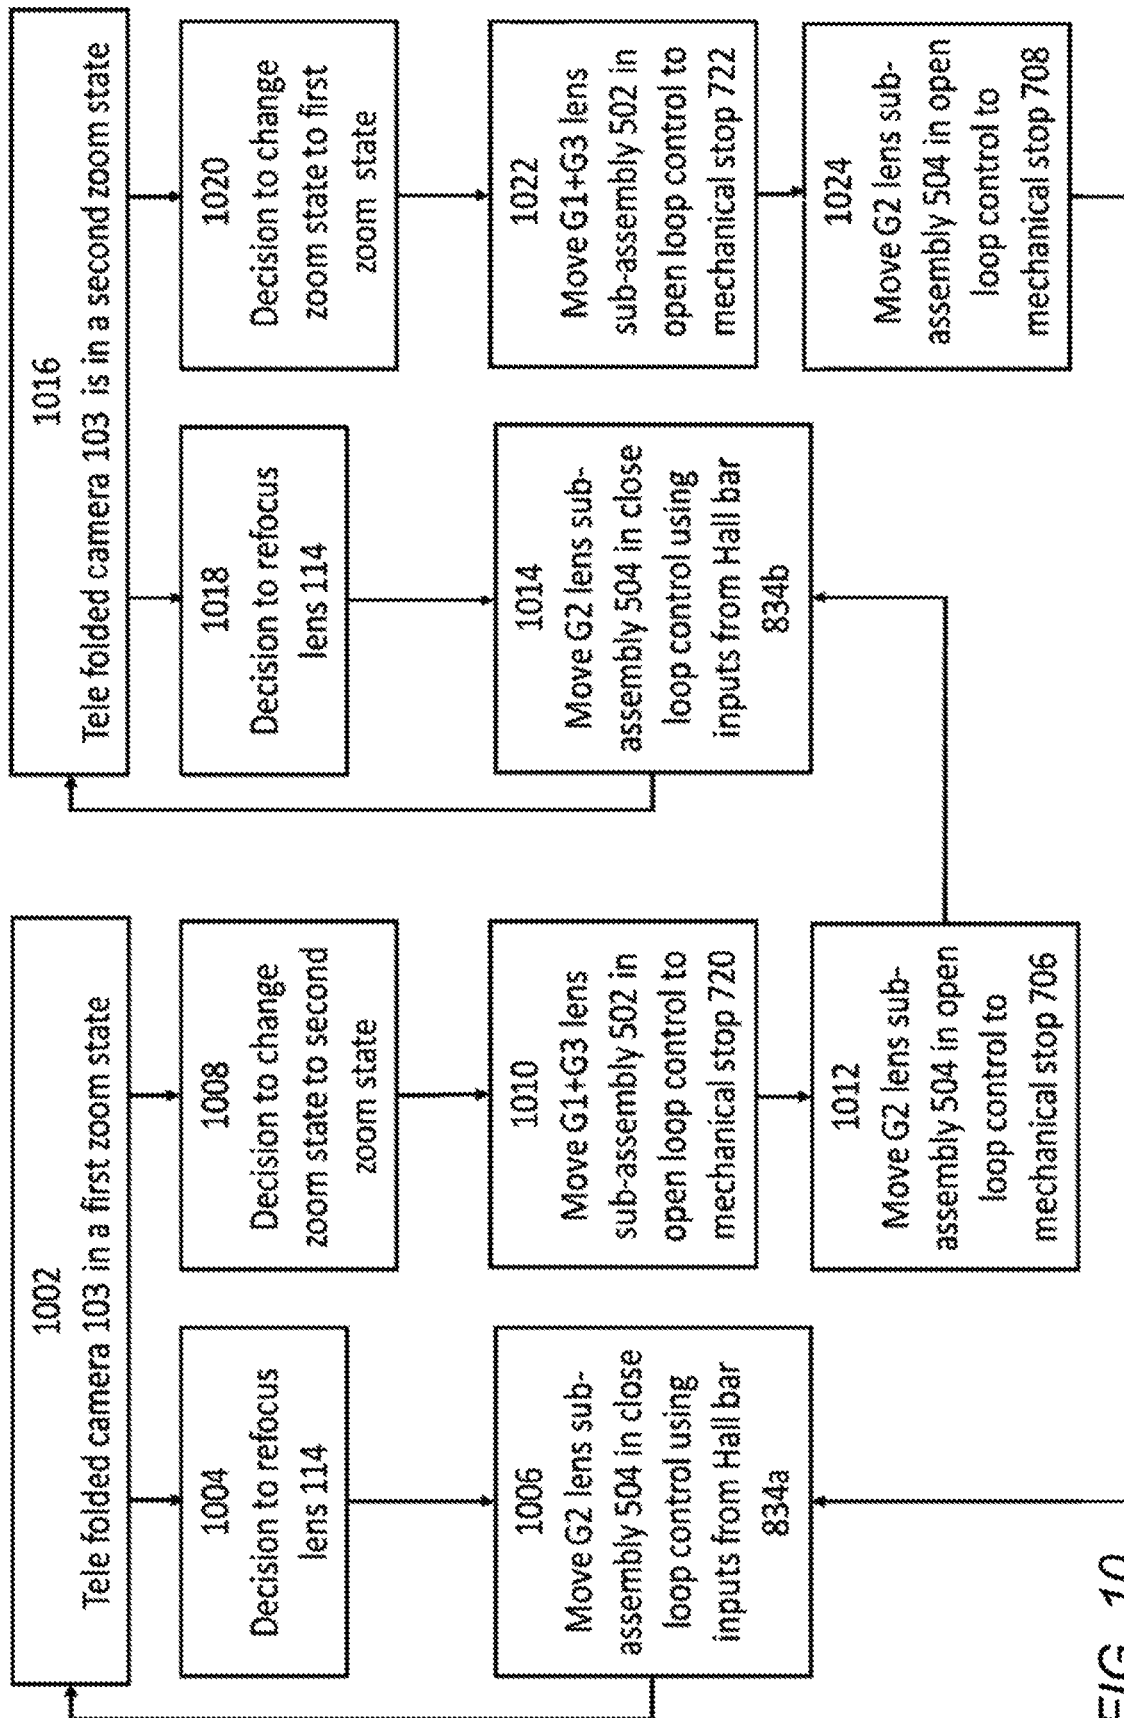 1002
Tele folded camera 103 in a first zoom state
1004
Decision to refocus
lens 114
1006
Move G2 lens sub-
assembly 504 in close
loop control using
inputs from Hall bar
834a
1008
Decision to change
zoom state to second
zoom state
1010
Move G1+G3 lens
sub-assembly 502 in
open loop control to
mechanical stop 720
1012
Move G2 lens sub-
assembly 504 in open
loop control to
mechanical stop 706
1016
Tele folded camera 103 is in a second zoom state
1018
Decision to refocus
lens 114
1014
Move G2 lens sub-
assembly 504 in close
loop control using
inputs from Hall bar
834b
1020
Decision to change
zoom state to first
zoom state
1022
Move G1+G3 lens
sub-assembly 502 in
open loop control to
mechanical stop 722
1024
Move G2 lens sub-
assembly 504 in open
loop control to
mechanical stop 708
FIG. 10